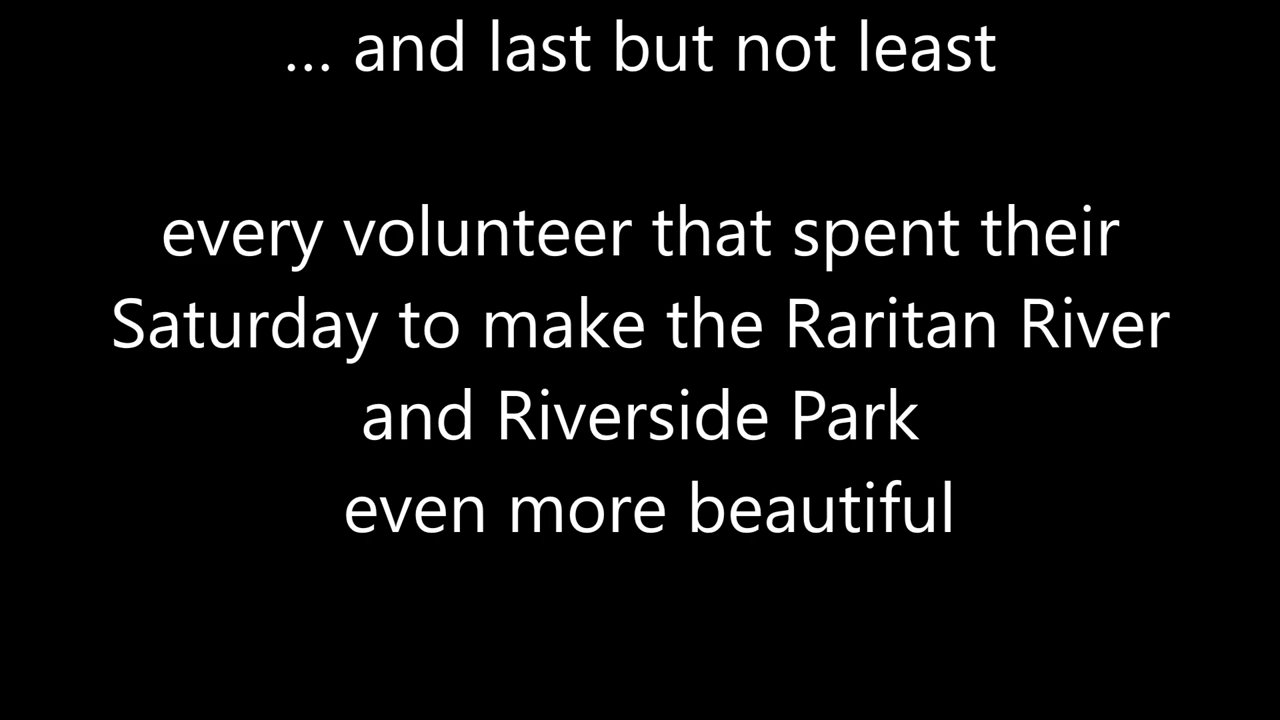 ... and last but not least
every volunteer that spent their
Saturday to make the Raritan River
and Riverside Park
even more beautiful